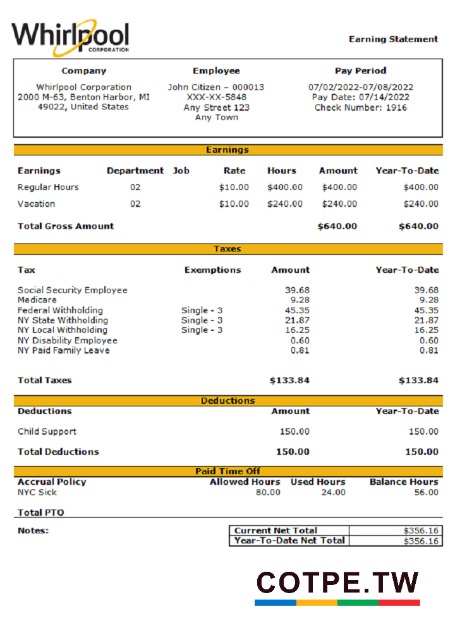 Whirlpool
CORPORATION
Earning Statement
Company Employee Pay Period
Whirlpool Corporation John Citizen – 000013 07/02/2022-07/08/2022
2000 M-63, Benton Harbor, MI XXX-XX-5848 Pay Date: 07/14/2022
49022, United States Any Street 123 Check Number: 1916
Any Town
Earnings
Earnings Department Job Rate Hours Amount Year-To-Date
Regular Hours 02 $10.00 $400.00 $400.00 $400.00
Vacation 02 $10.00 $240.00 $240.00 $240.00
Total Gross Amount $640.00 $640.00
Taxes
Tax Exemptions Amount Year-To-Date
Social Security Employee 39.68 39.68
Medicare 9.28 9.28
Federal Withholding Single - 3 45.35 45.35
NY State Withholding Single - 3 21.87 21.87
NY Local Withholding Single - 3 16.25 16.25
NY Disability Employee 0.60 0.60
NY Paid Family Leave 0.81 0.81
Total Taxes $133.84 $133.84
Deductions
Deductions Amount Year-To-Date
Child Support 150.00 150.00
Total Deductions 150.00 150.00
Paid Time Off
Accrual Policy Allowed Hours Used Hours Balance Hours
NYC Sick 80.00 24.00 56.00
Total PTO
Notes: Current Net Total $356.16
Year-To-Date Net Total $356.16
COTPE.TW